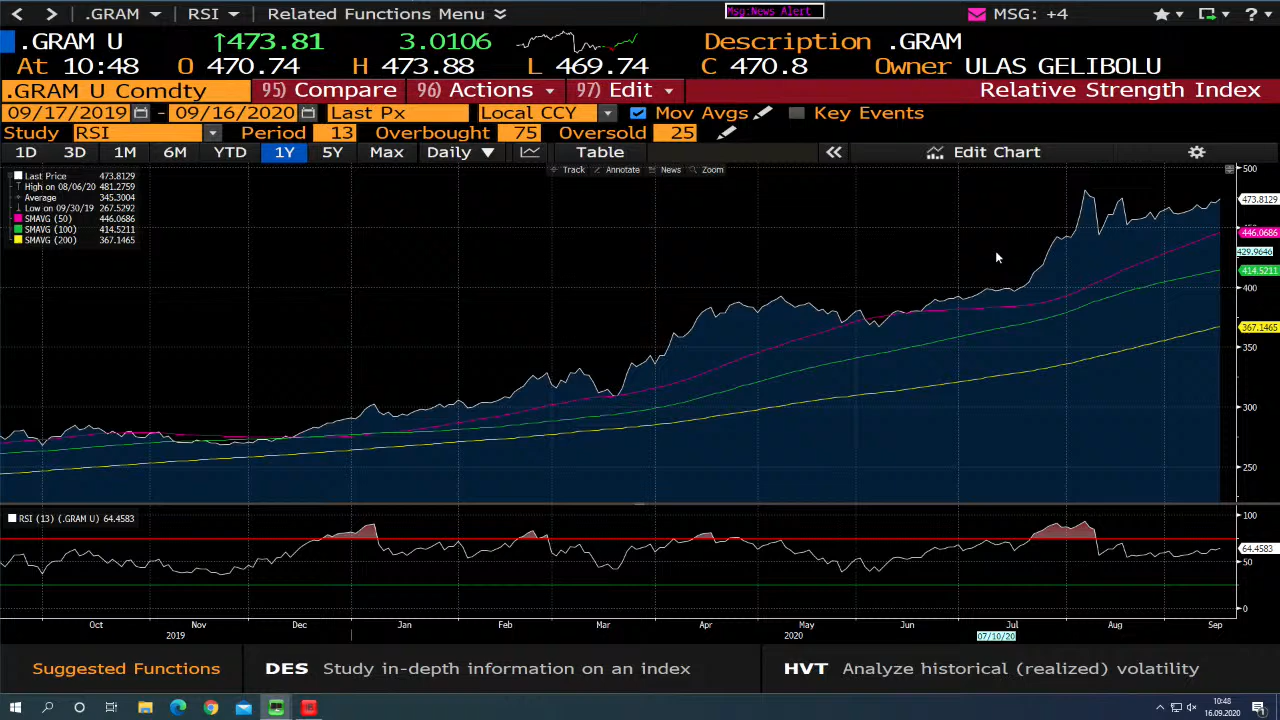 .GRAM RSI Related Functions Menu Msg:News Alert MSG: +4
.GRAM U ↑473.81 3.0106 Description .GRAM
At 10:48 O 470.74 H 473.88 L 469.74 C 470.8 Owner ULAS GELIBOLU
.GRAM U Comdty 95) Compare 96) Actions 97) Edit Relative Strength Index
09/17/2019 - 09/16/2020 Last Px Local CCY Mov Avgs Key Events
Study RSI Period 13 Overbought 75 Oversold 25
1D 3D 1M 6M YTD 1Y 5Y Max Daily ▼ Table « Edit Chart
Track Annotate News Zoom
Last Price 473.8129
High on 08/06/20 481.2759
Average 345.3004
Low on 09/30/19 267.5292
SMAVG (50) 446.0686
SMAVG (100) 414.5211
SMAVG (200) 367.1465
500
473.8129
446.0686
429.9646
414.5211
400
367.1465
350
300
250
RSI (13) (.GRAM U) 64.4583
100
64.4583
50
0
Oct Nov Dec Jan Feb Mar Apr May Jun Jul Aug Sep
2019 2020 07/10/20
Suggested Functions DES Study in-depth information on an index HVT Analyze historical (realized) volatility
10:48
16.09.2020
1